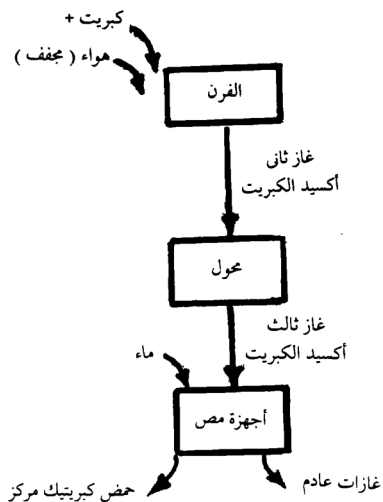 كبريت +
هواء ( مجفف )
الفرن
غاز ثانى
أكسيد الكبريت
محول
غاز ثالث
أكسيد الكبريت
ماء
أجهزة مص
غازات عادم
حمض كبريتيك مركز